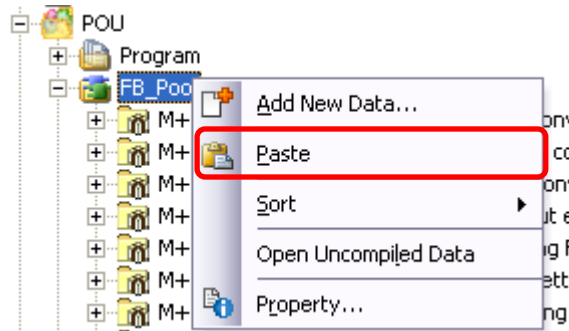 POU
Program
FB_Poo
Add New Data...
M+
Paste
M+
M+
Sort
M+
Open Uncompiled Data
M+
M+
Property...
M+